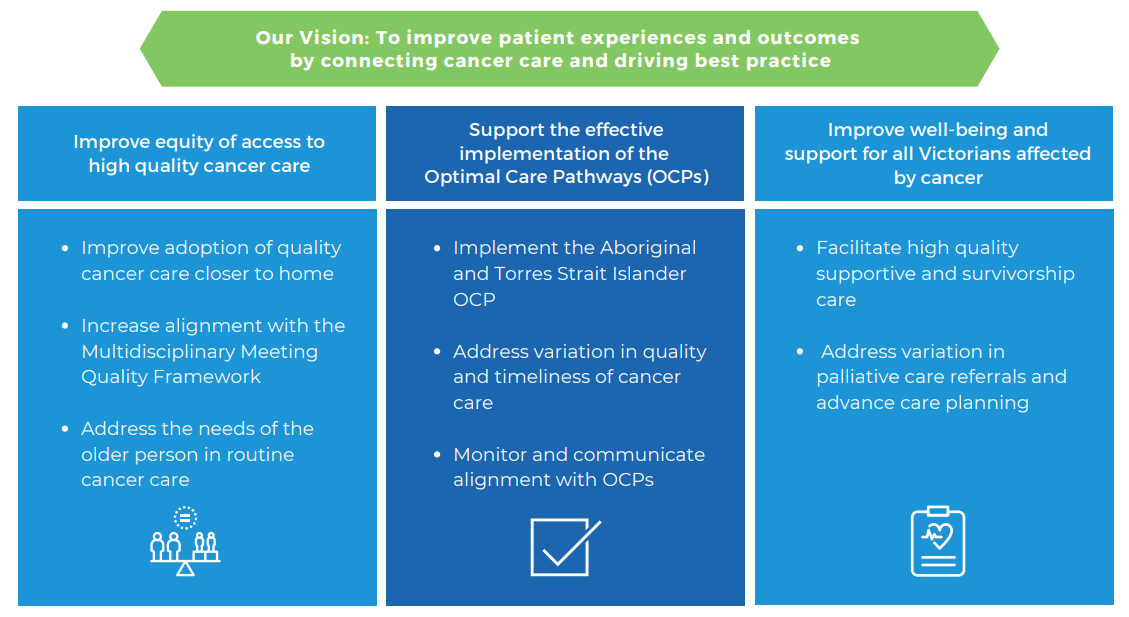 Our Vision: To improve patient experiences and outcomes
by connecting cancer care and driving best practice
Improve equity of access to
high quality cancer care
Support the effective
implementation of the
Optimal Care Pathways (OCPs)
Improve well-being and
support for all Victorians affected
by cancer
• Improve adoption of quality
cancer care closer to home
• Increase alignment with the
Multidisciplinary Meeting
Quality Framework
• Address the needs of the
older person in routine
cancer care
• Implement the Aboriginal
and Torres Strait Islander
OCP
• Address variation in quality
and timeliness of cancer
care
• Monitor and communicate
alignment with OCPs
• Facilitate high quality
supportive and survivorship
care
• Address variation in
palliative care referrals and
advance care planning